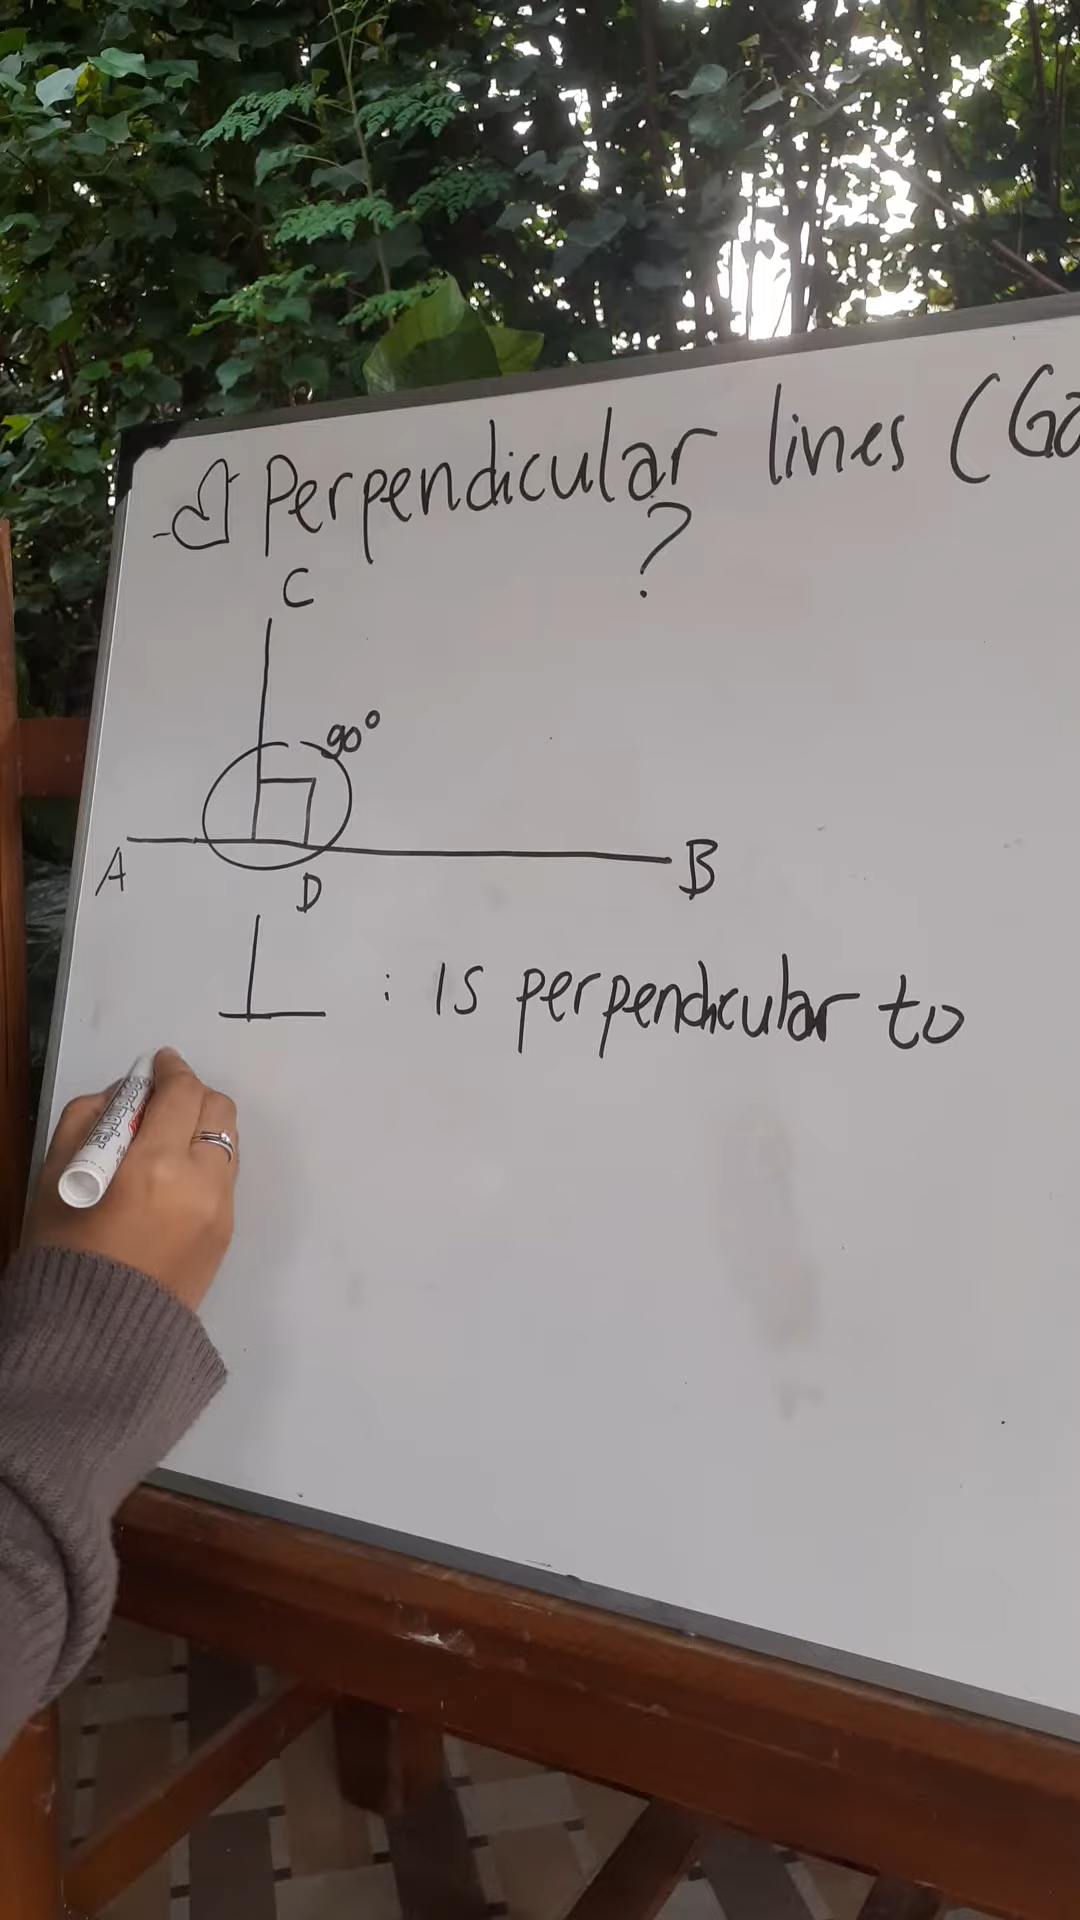 Perpendicular lines (Ga
?
C
90°
A
B
D
⊥ : is perpendicular to